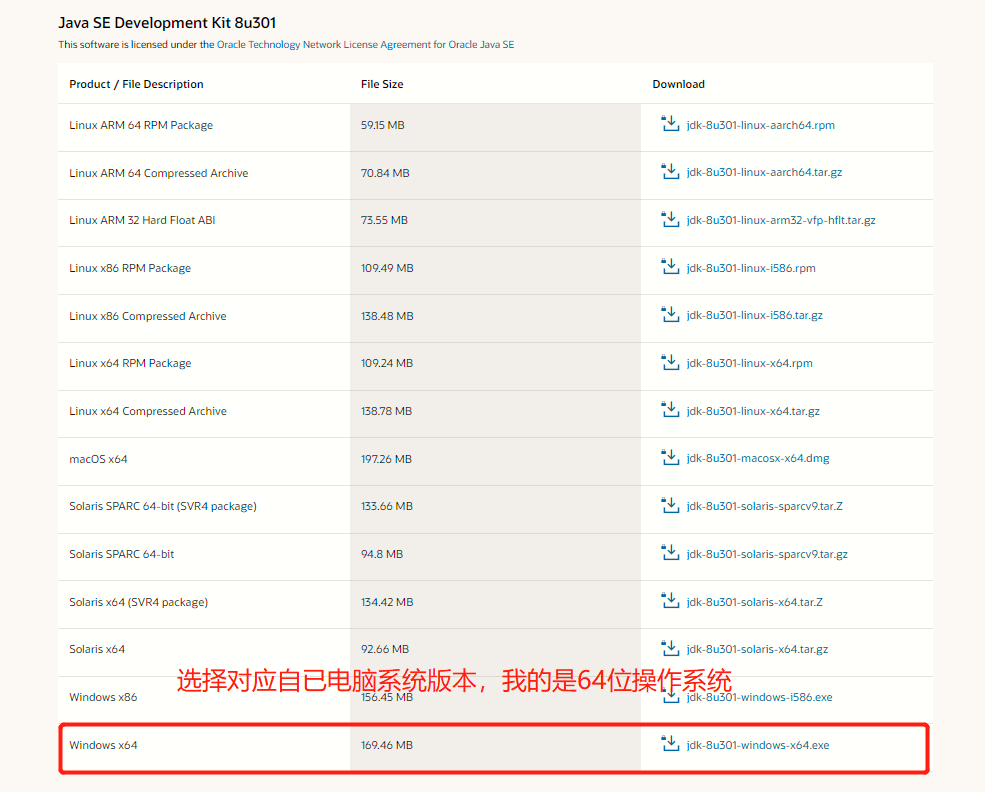 Java SE Development Kit 8u301
This software is licensed under the Oracle Technology Network License Agreement for Oracle Java SE
Product / File Description File Size Download
Linux ARM 64 RPM Package 59.15 MB jdk-8u301-linux-aarch64.rpm
Linux ARM 64 Compressed Archive 70.84 MB jdk-8u301-linux-aarch64.tar.gz
Linux ARM 32 Hard Float ABI 73.55 MB jdk-8u301-linux-arm32-vfp-hflt.tar.gz
Linux x86 RPM Package 109.49 MB jdk-8u301-linux-i586.rpm
Linux x86 Compressed Archive 138.48 MB jdk-8u301-linux-i586.tar.gz
Linux x64 RPM Package 109.24 MB jdk-8u301-linux-x64.rpm
Linux x64 Compressed Archive 138.78 MB jdk-8u301-linux-x64.tar.gz
macOS x64 197.26 MB jdk-8u301-macosx-x64.dmg
Solaris SPARC 64-bit (SVR4 package) 133.66 MB jdk-8u301-solaris-sparcv9.tar.Z
Solaris SPARC 64-bit 94.8 MB jdk-8u301-solaris-sparcv9.tar.gz
Solaris x64 (SVR4 package) 134.42 MB jdk-8u301-solaris-x64.tar.Z
Solaris x64 92.66 MB jdk-8u301-solaris-x64.tar.gz
选择对应自已电脑系统版本，我的是64位操作系统
Windows x86 156.45 MB jdk-8u301-windows-i586.exe
Windows x64 169.46 MB jdk-8u301-windows-x64.exe